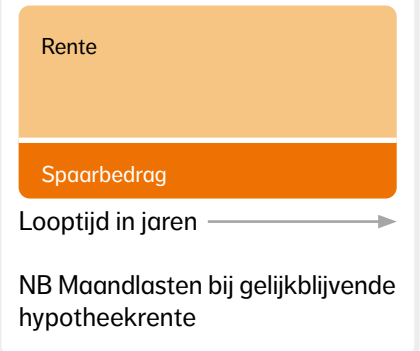 Rente
Spaarbedrag
Looptijd in jaren
NB Maandlasten bij gelijkblijvende
hypotheekrente